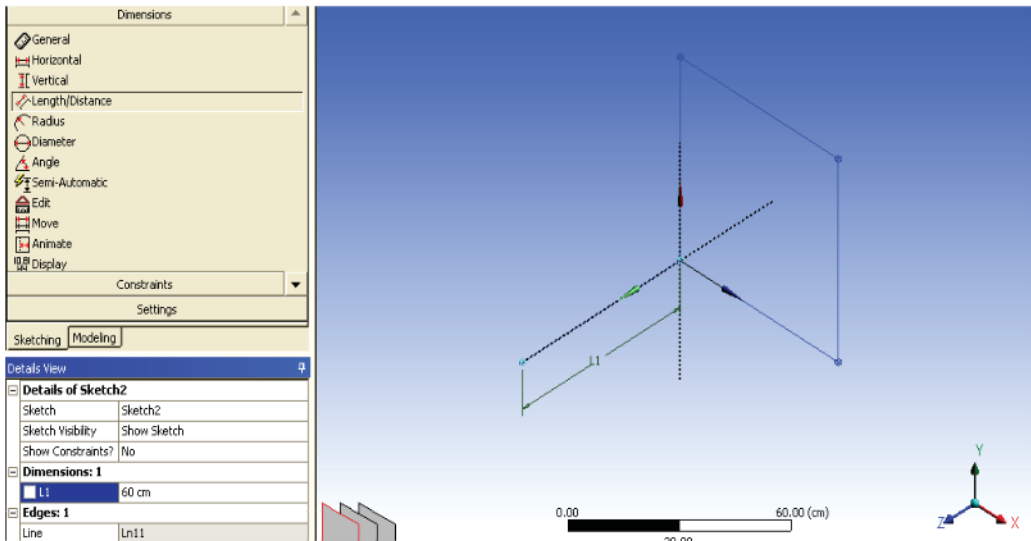 Dimensions
General
Horizontal
Vertical
Length/Distance
Radius
Diameter
Angle
Semi-Automatic
Edit
Move
Animate
Display
Constraints
Settings
Sketching Modeling
Details View
Details of Sketch2
Sketch Sketch2
Sketch Visibility Show Sketch
Show Constraints? No
Dimensions: 1
L1 60 cm
Edges: 1
Line Ln11
L1
0.00 60.00 (cm)
30.00
Y
Z X